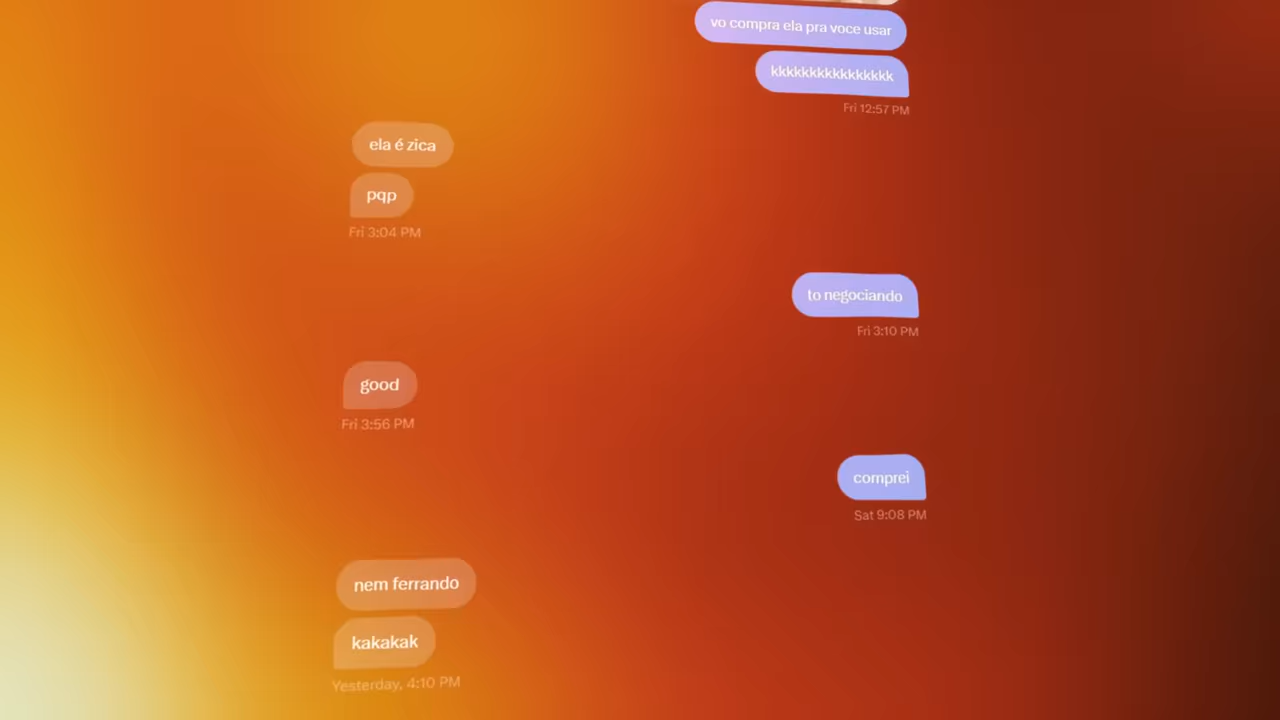 vo compra ela pra voce usar
kkkkkkkkkkkkkkkk
Fri 12:57 PM
ela é zica
pqp
Fri 3:04 PM
to negociando
Fri 3:10 PM
good
Fri 3:56 PM
comprei
Sat 9:08 PM
nem ferrando
kakakak
Yesterday, 4:10 PM